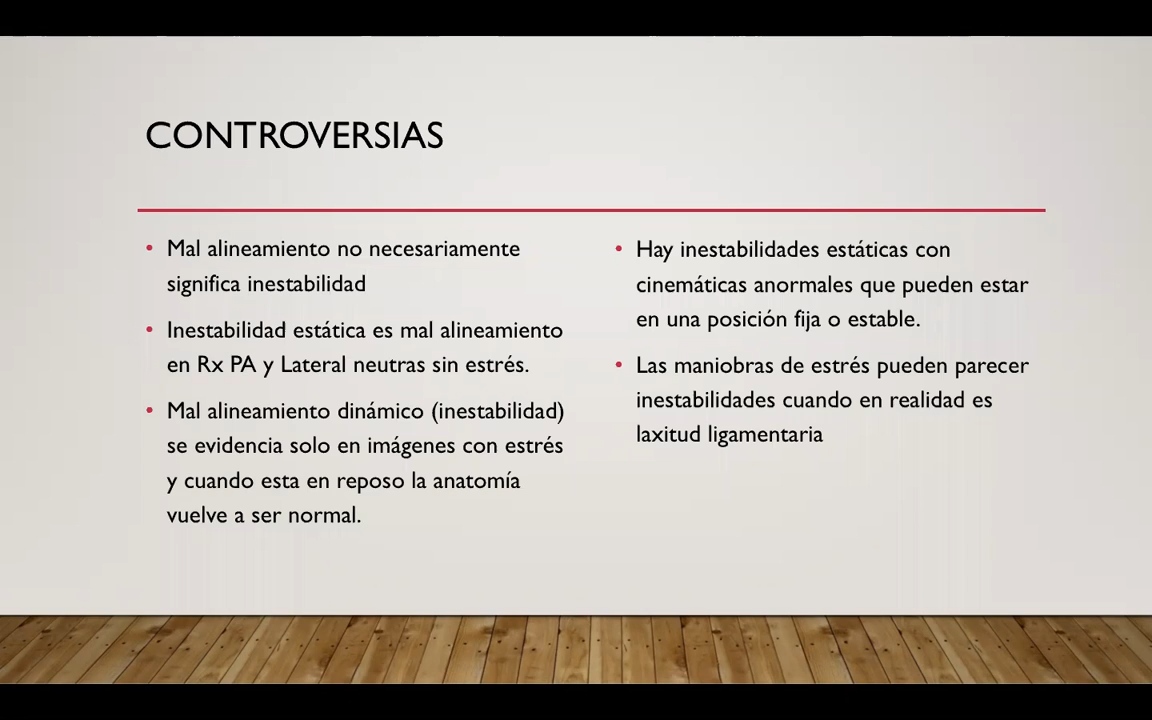 CONTROVERSIAS
• Mal alineamiento no necesariamente
significa inestabilidad
• Inestabilidad estática es mal alineamiento
en Rx PA y Lateral neutras sin estrés.
• Mal alineamiento dinámico (inestabilidad)
se evidencia solo en imágenes con estrés
y cuando esta en reposo la anatomía
vuelve a ser normal.
• Hay inestabilidades estáticas con
cinemáticas anormales que pueden estar
en una posición fija o estable.
• Las maniobras de estrés pueden parecer
inestabilidades cuando en realidad es
laxitud ligamentaria